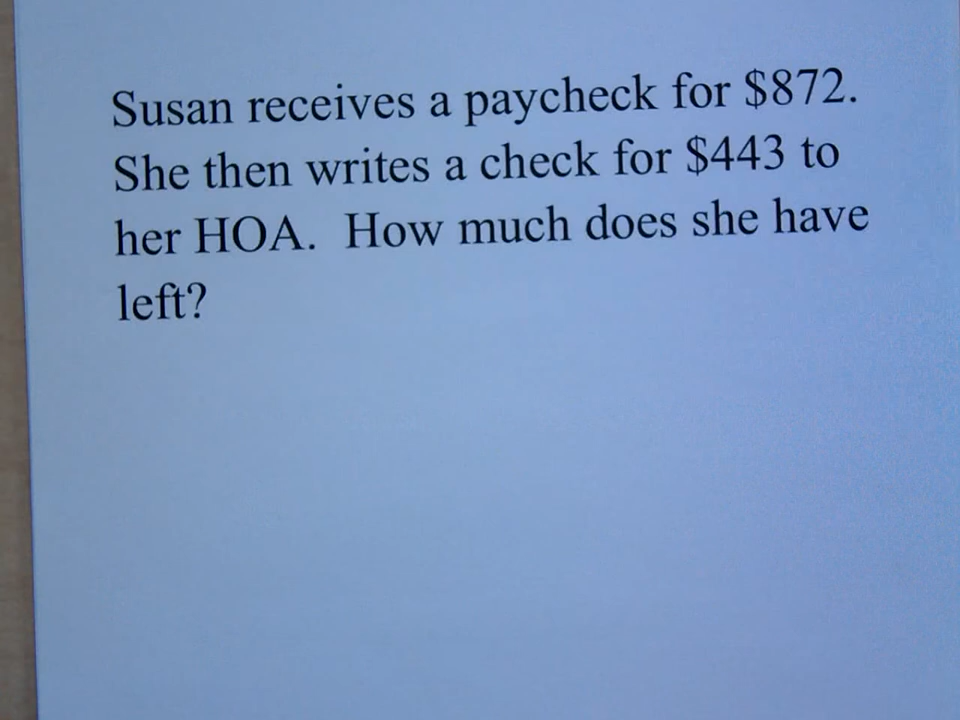 Susan receives a paycheck for $872.
She then writes a check for $443 to
her HOA.  How much does she have
left?